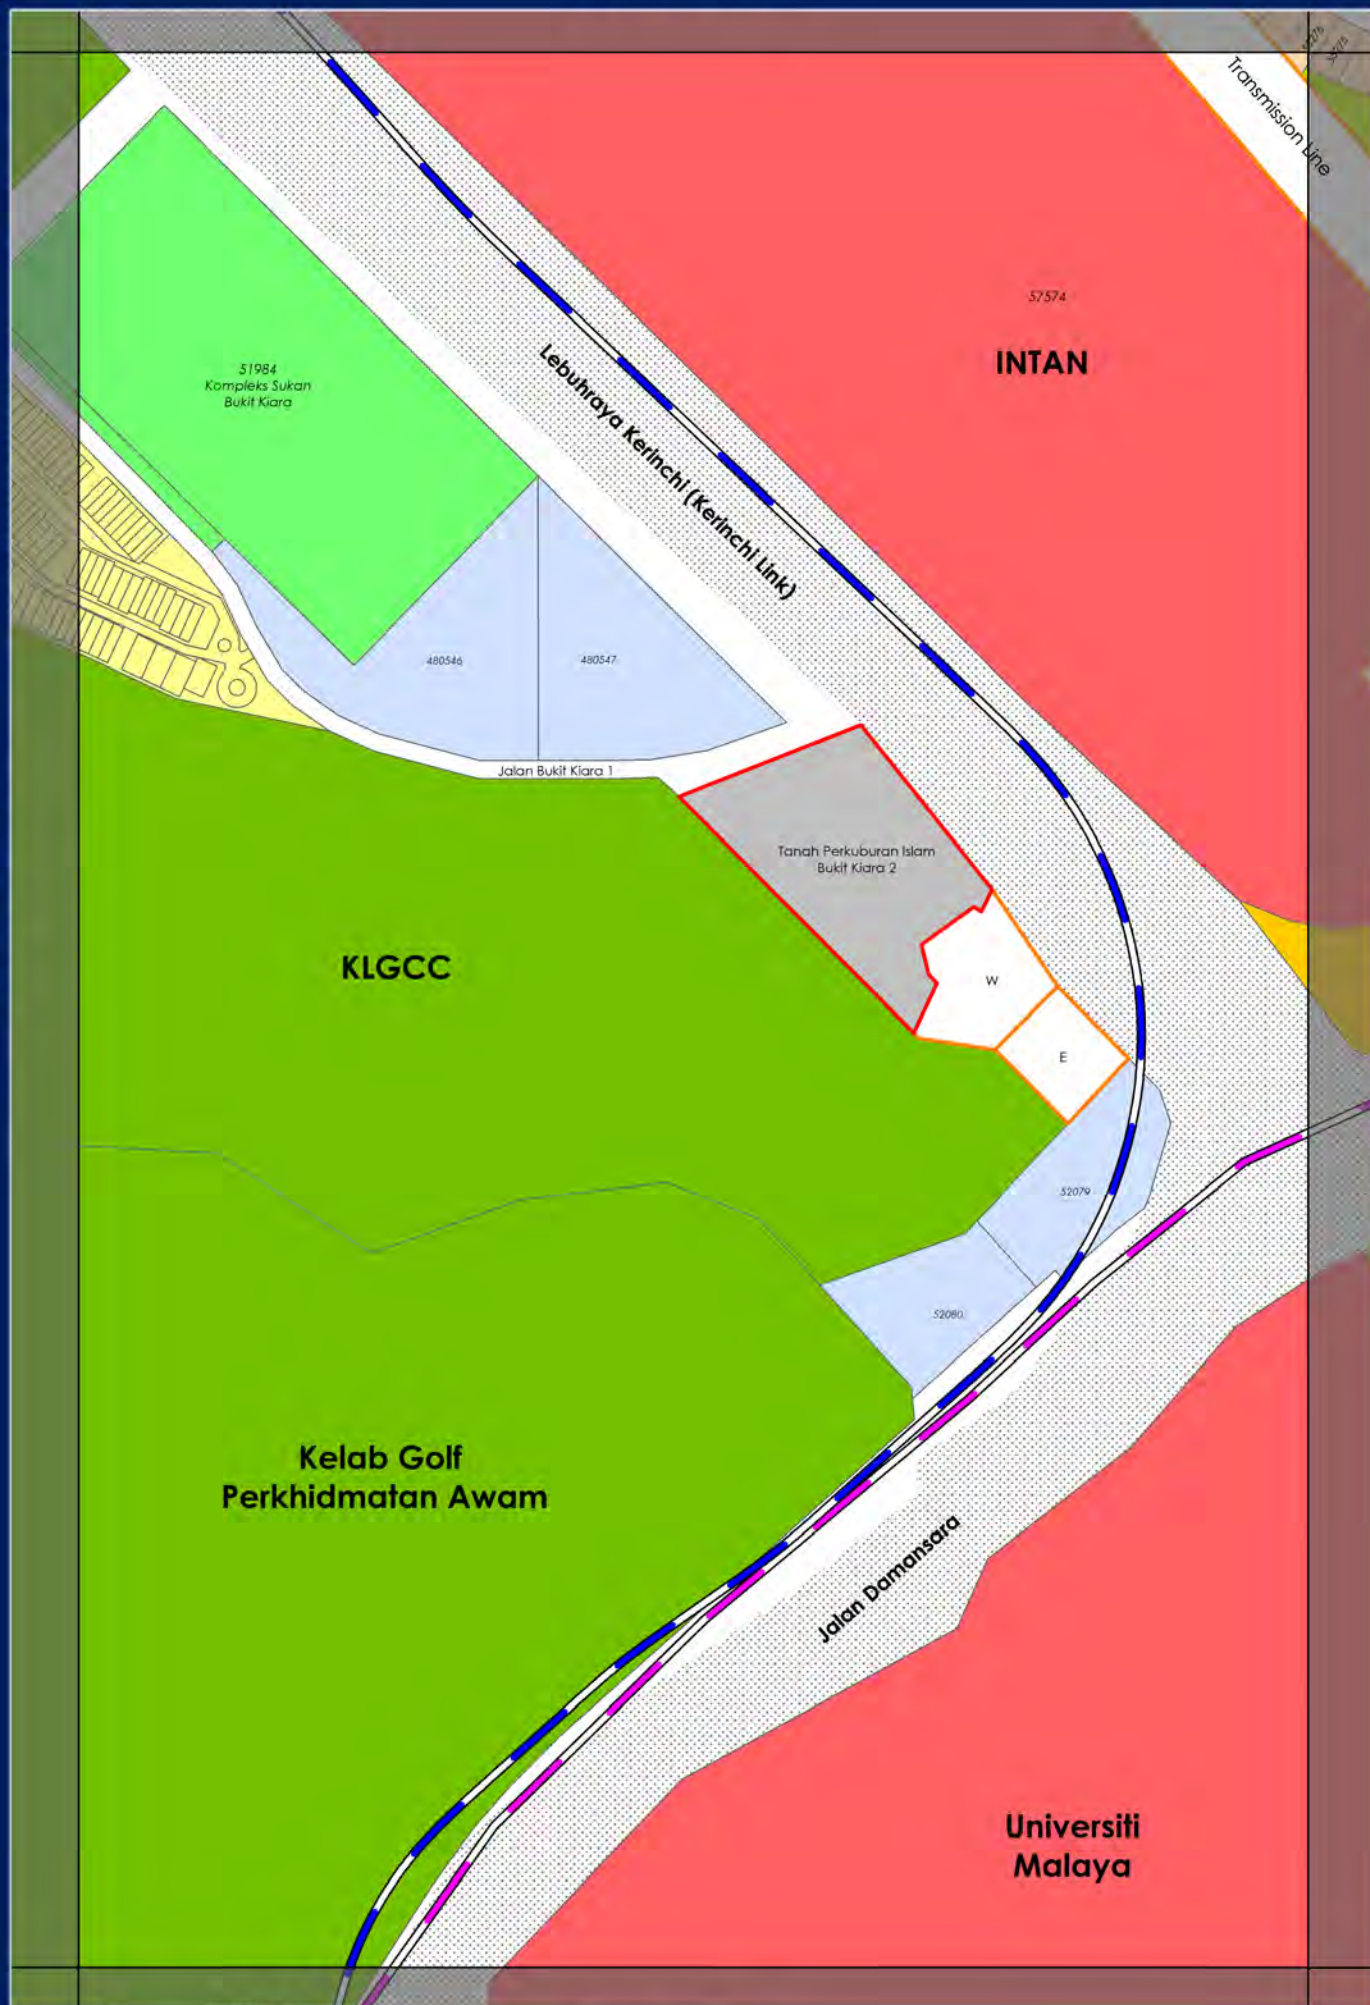 Transmission Line
57574
INTAN
51984
Kompleks Sukan
Bukit Kiara
Lebuhraya Kerinchi (Kerinchi Link)
480546
480547
Jalan Bukit Kiara 1
Tanah Perkuburan Islam
Bukit Kiara 2
KLGCC
W
E
52079
52080
Kelab Golf
Perkhidmatan Awam
Jalan Damansara
Universiti
Malaya